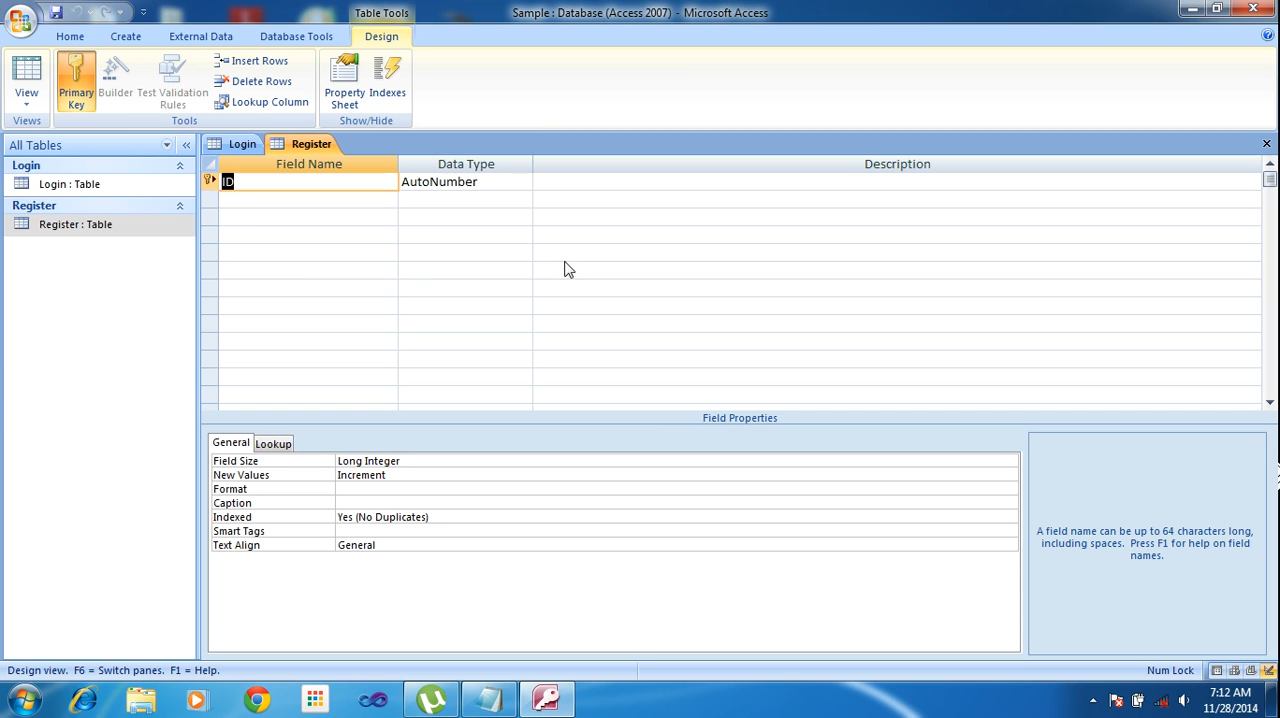 Table Tools
Sample : Database (Access 2007) - Microsoft Access
Home
Create
External Data
Database Tools
Design
View
Primary Key
Builder
Test Validation Rules
Insert Rows
Delete Rows
Lookup Column
Property Sheet
Indexes
Views
Tools
Show/Hide
All Tables
Login
Login : Table
Register
Register : Table
Login
Register
Field Name
Data Type
Description
ID
AutoNumber
Field Properties
General
Lookup
Field Size
Long Integer
New Values
Increment
Format
Caption
Indexed
Yes (No Duplicates)
Smart Tags
Text Align
General
A field name can be up to 64 characters long,
including spaces. Press F1 for help on field
names.
Design view. F6 = Switch panes. F1 = Help.
Num Lock
7:12 AM
11/28/2014